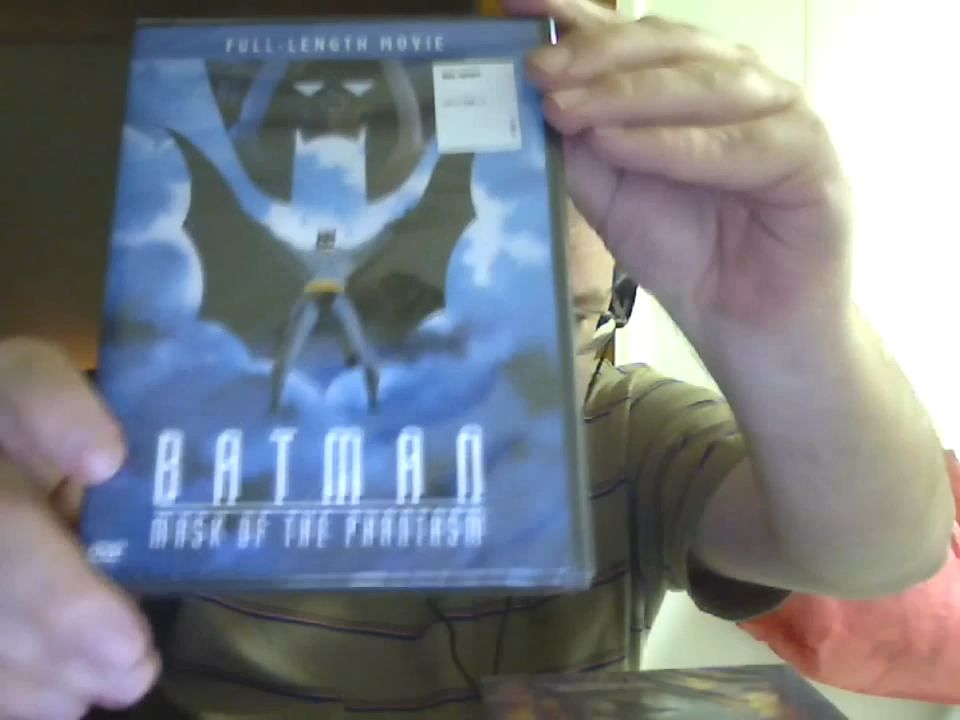 FULL-LENGTH MOVIE
BATMAN
MASK OF THE PHANTASM